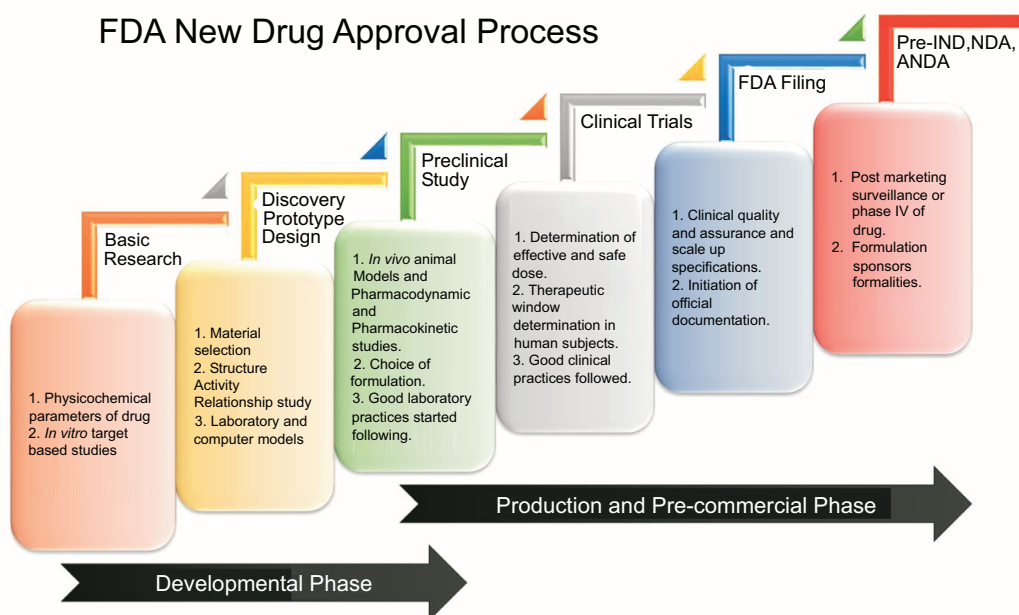 FDA New Drug Approval Process
Basic
Research
1. Physicochemical
parameters of drug
2. In vitro target
based studies
Discovery
Prototype
Design
1. Material
selection
2. Structure
Activity
Relationship study
3. Laboratory and
computer models
Preclinical
Study
1. In vivo animal
Models and
Pharmacodynamic
and
Pharmacokinetic
studies.
2. Choice of
formulation.
3. Good laboratory
practices started
following.
Clinical Trials
1. Determination of
effective and safe
dose.
2. Therapeutic
window
determination in
human subjects.
3. Good clinical
practices followed.
FDA Filing
1. Clinical quality
and assurance and
scale up
specifications.
2. Initiation of
official
documentation.
Pre-IND,NDA,
ANDA
1. Post marketing
surveillance or
phase IV of
drug.
2. Formulation
sponsors
formalities.
Production and Pre-commercial Phase
Developmental Phase